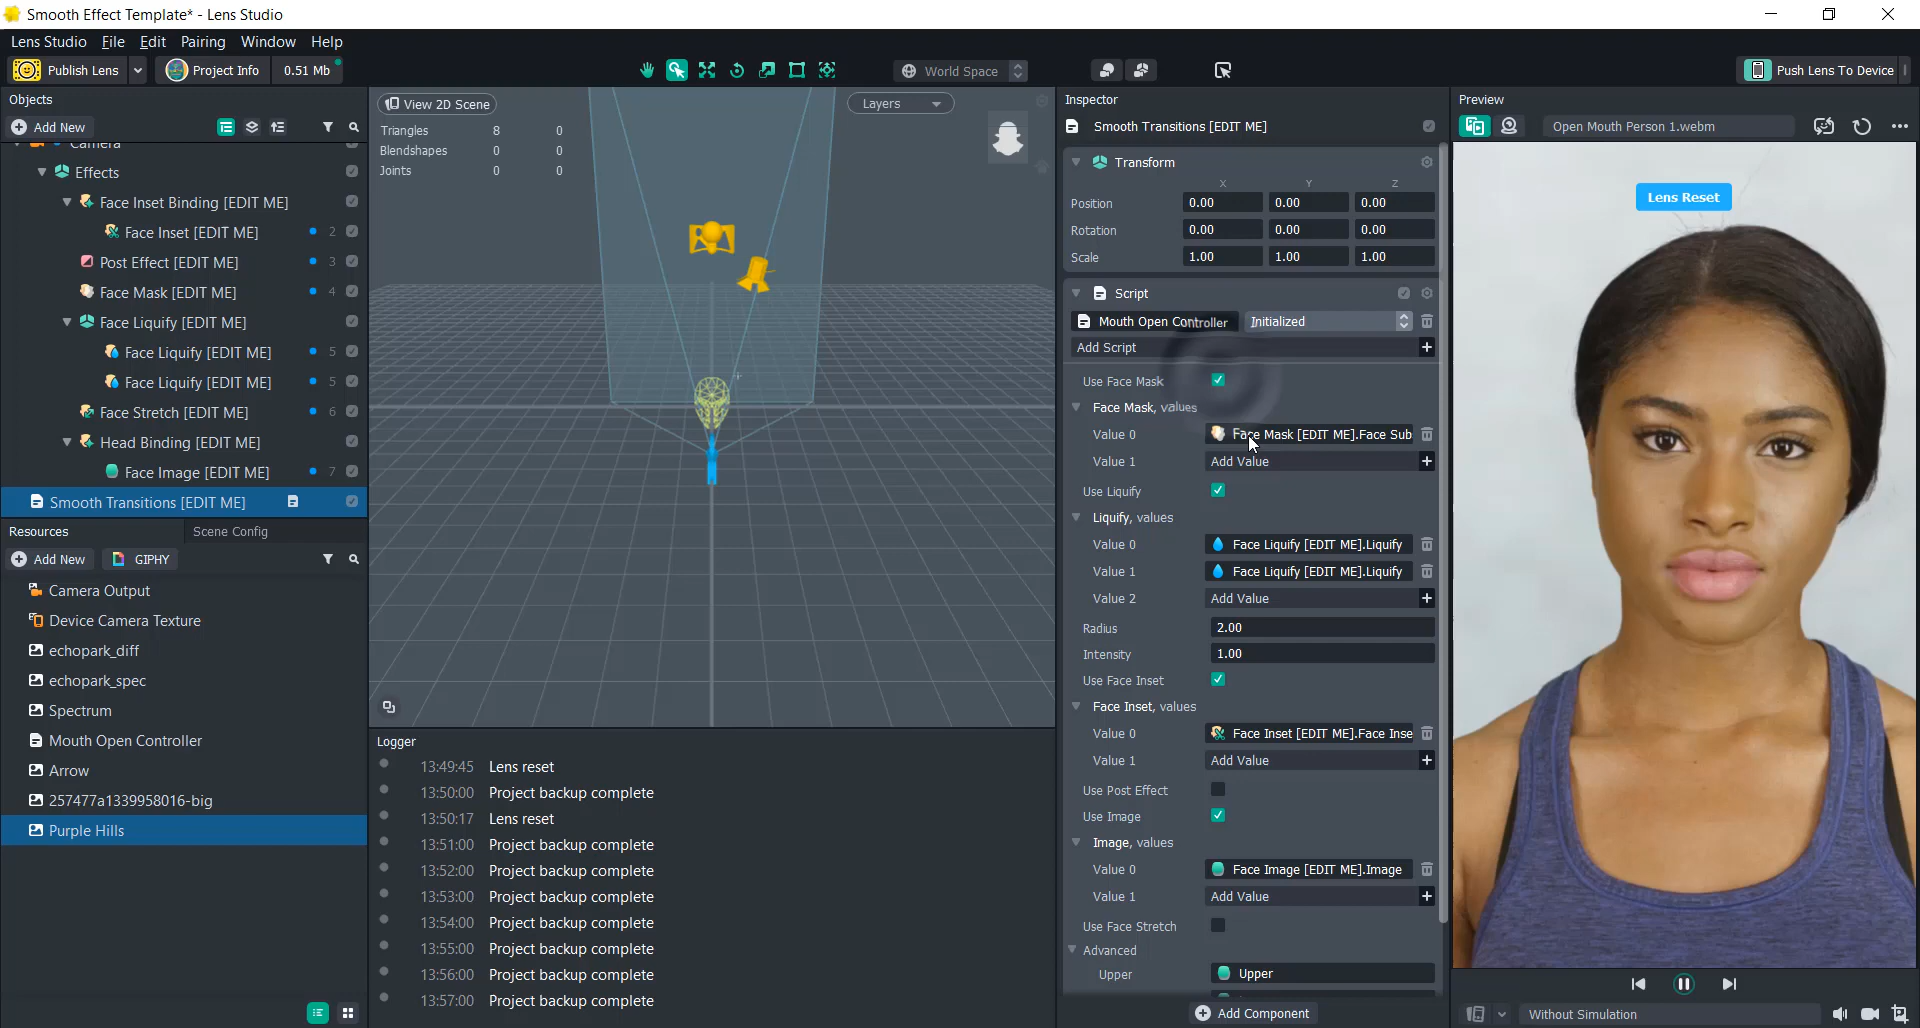 Smooth Effect Template* - Lens Studio
Lens Studio File Edit Pairing Window Help
Publish Lens Project Info 0.51 Mb World Space Push Lens To Device
Objects
Add New
Camera
Effects
Face Inset Binding [EDIT ME]
Face Inset [EDIT ME] 2
Post Effect [EDIT ME] 3
Face Mask [EDIT ME] 4
Face Liquify [EDIT ME]
Face Liquify [EDIT ME] 5
Face Liquify [EDIT ME] 5
Face Stretch [EDIT ME] 6
Head Binding [EDIT ME]
Face Image [EDIT ME] 7
Smooth Transitions [EDIT ME]
Resources Scene Config
Add New GIPHY
Camera Output
Device Camera Texture
echopark_diff
echopark_spec
Spectrum
Mouth Open Controller
Arrow
257477a1339958016-big
Purple Hills
View 2D Scene Layers
Triangles 8 0
Blendshapes 0 0
Joints 0 0
Logger
13:49:45 Lens reset
13:50:00 Project backup complete
13:50:17 Lens reset
13:51:00 Project backup complete
13:52:00 Project backup complete
13:53:00 Project backup complete
13:54:00 Project backup complete
13:55:00 Project backup complete
13:56:00 Project backup complete
13:57:00 Project backup complete
Inspector
Smooth Transitions [EDIT ME]
Transform
X Y Z
Position 0.00 0.00 0.00
Rotation 0.00 0.00 0.00
Scale 1.00 1.00 1.00
Script
Mouth Open Controller Initialized
Add Script +
Use Face Mask
Face Mask, values
Value 0 Face Mask [EDIT ME].Face Sub
Value 1 Add Value +
Use Liquify
Liquify, values
Value 0 Face Liquify [EDIT ME].Liquify
Value 1 Face Liquify [EDIT ME].Liquify
Value 2 Add Value +
Radius 2.00
Intensity 1.00
Use Face Inset
Face Inset, values
Value 0 Face Inset [EDIT ME].Face Inse
Value 1 Add Value +
Use Post Effect
Use Image
Image, values
Value 0 Face Image [EDIT ME].Image
Value 1 Add Value +
Use Face Stretch
Advanced
Upper Upper
Add Component
Preview
Open Mouth Person 1.webm
Lens Reset
Without Simulation